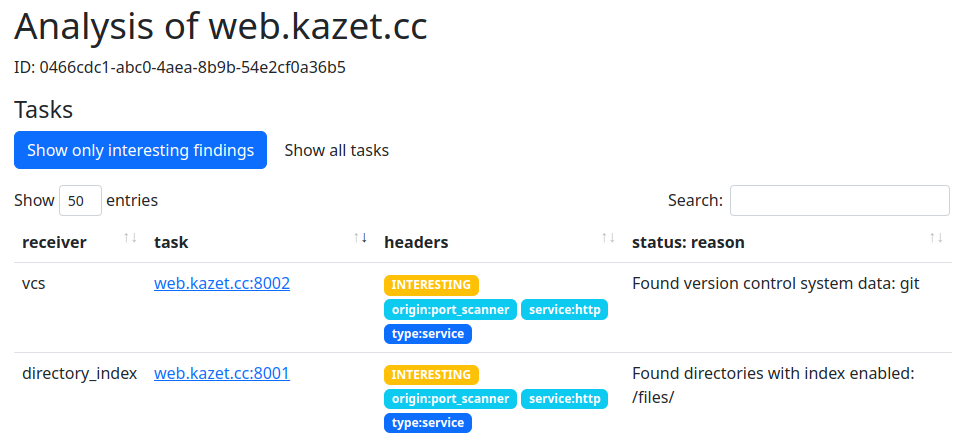 Analysis of web.kazet.cc
ID: 0466cdc1-abc0-4aea-8b9b-54e2cf0a36b5
Tasks
Show only interesting findings Show all tasks
Show 50 entries Search:
receiver task headers status: reason
vcs web.kazet.cc:8002 INTERESTING Found version control system data: git
origin:port_scanner service:http
type:service
directory_index web.kazet.cc:8001 INTERESTING Found directories with index enabled:
origin:port_scanner service:http /files/
type:service